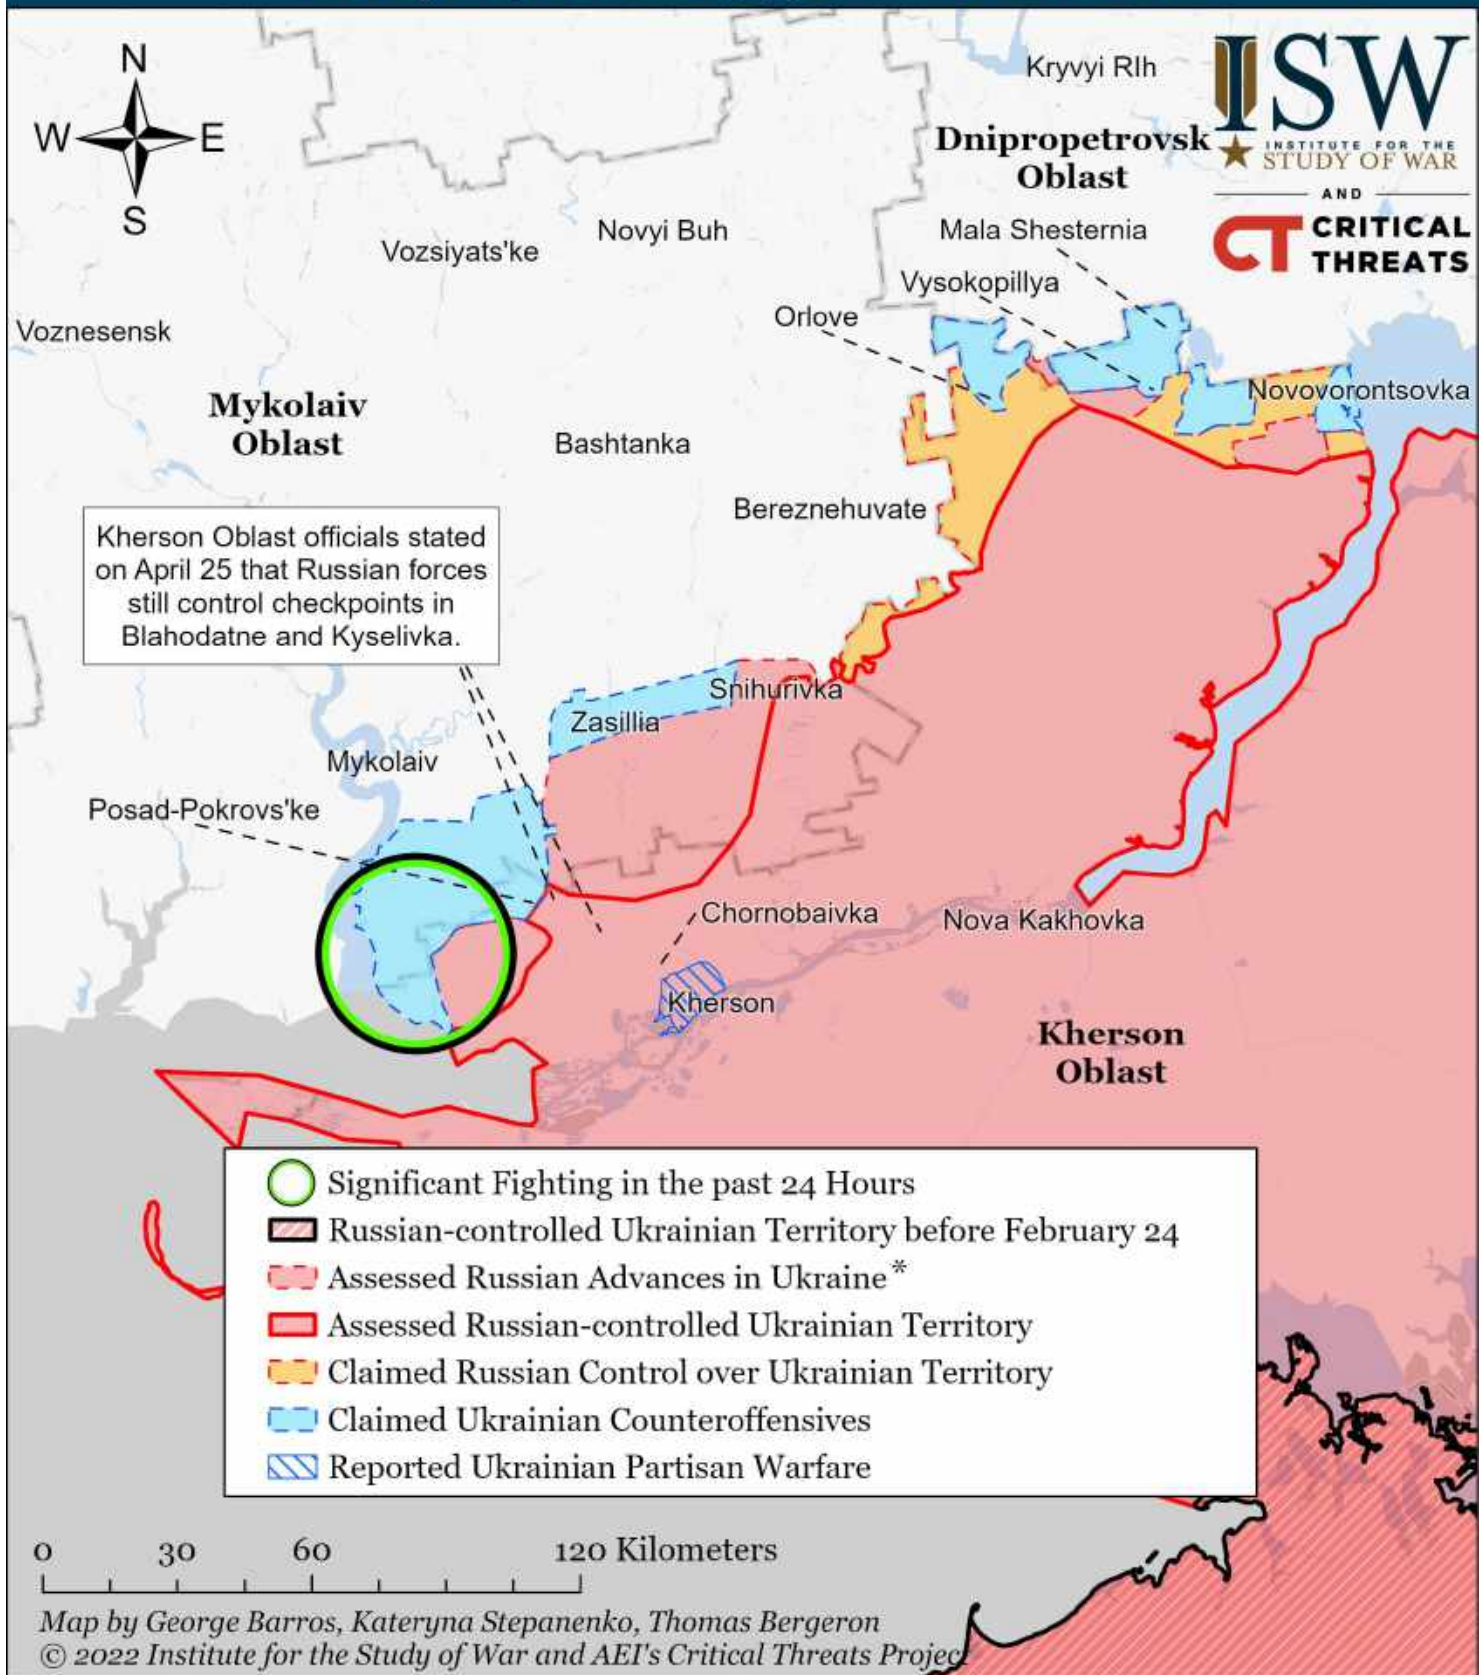 N
W
E
S
Kryvyi RIh
ISW
INSTITUTE FOR THE
STUDY OF WAR
AND
CT CRITICAL
THREATS
Dnipropetrovsk
Oblast
Mala Shesternia
Novyi Buh
Vozsiyats'ke
Vysokopillya
Orlove
Voznesensk
Novovorontsovka
Mykolaiv
Oblast
Bashtanka
Bereznehuvate
Kherson Oblast officials stated
on April 25 that Russian forces
still control checkpoints in
Blahodatne and Kyselivka.
Snihurivka
Zasillia
Mykolaiv
Posad-Pokrovs'ke
Chornobaivka
Nova Kakhovka
Kherson
Kherson
Oblast
Significant Fighting in the past 24 Hours
Russian-controlled Ukrainian Territory before February 24
Assessed Russian Advances in Ukraine*
Assessed Russian-controlled Ukrainian Territory
Claimed Russian Control over Ukrainian Territory
Claimed Ukrainian Counteroffensives
Reported Ukrainian Partisan Warfare
0 30 60 120 Kilometers
Map by George Barros, Kateryna Stepanenko, Thomas Bergeron
© 2022 Institute for the Study of War and AEI's Critical Threats Project